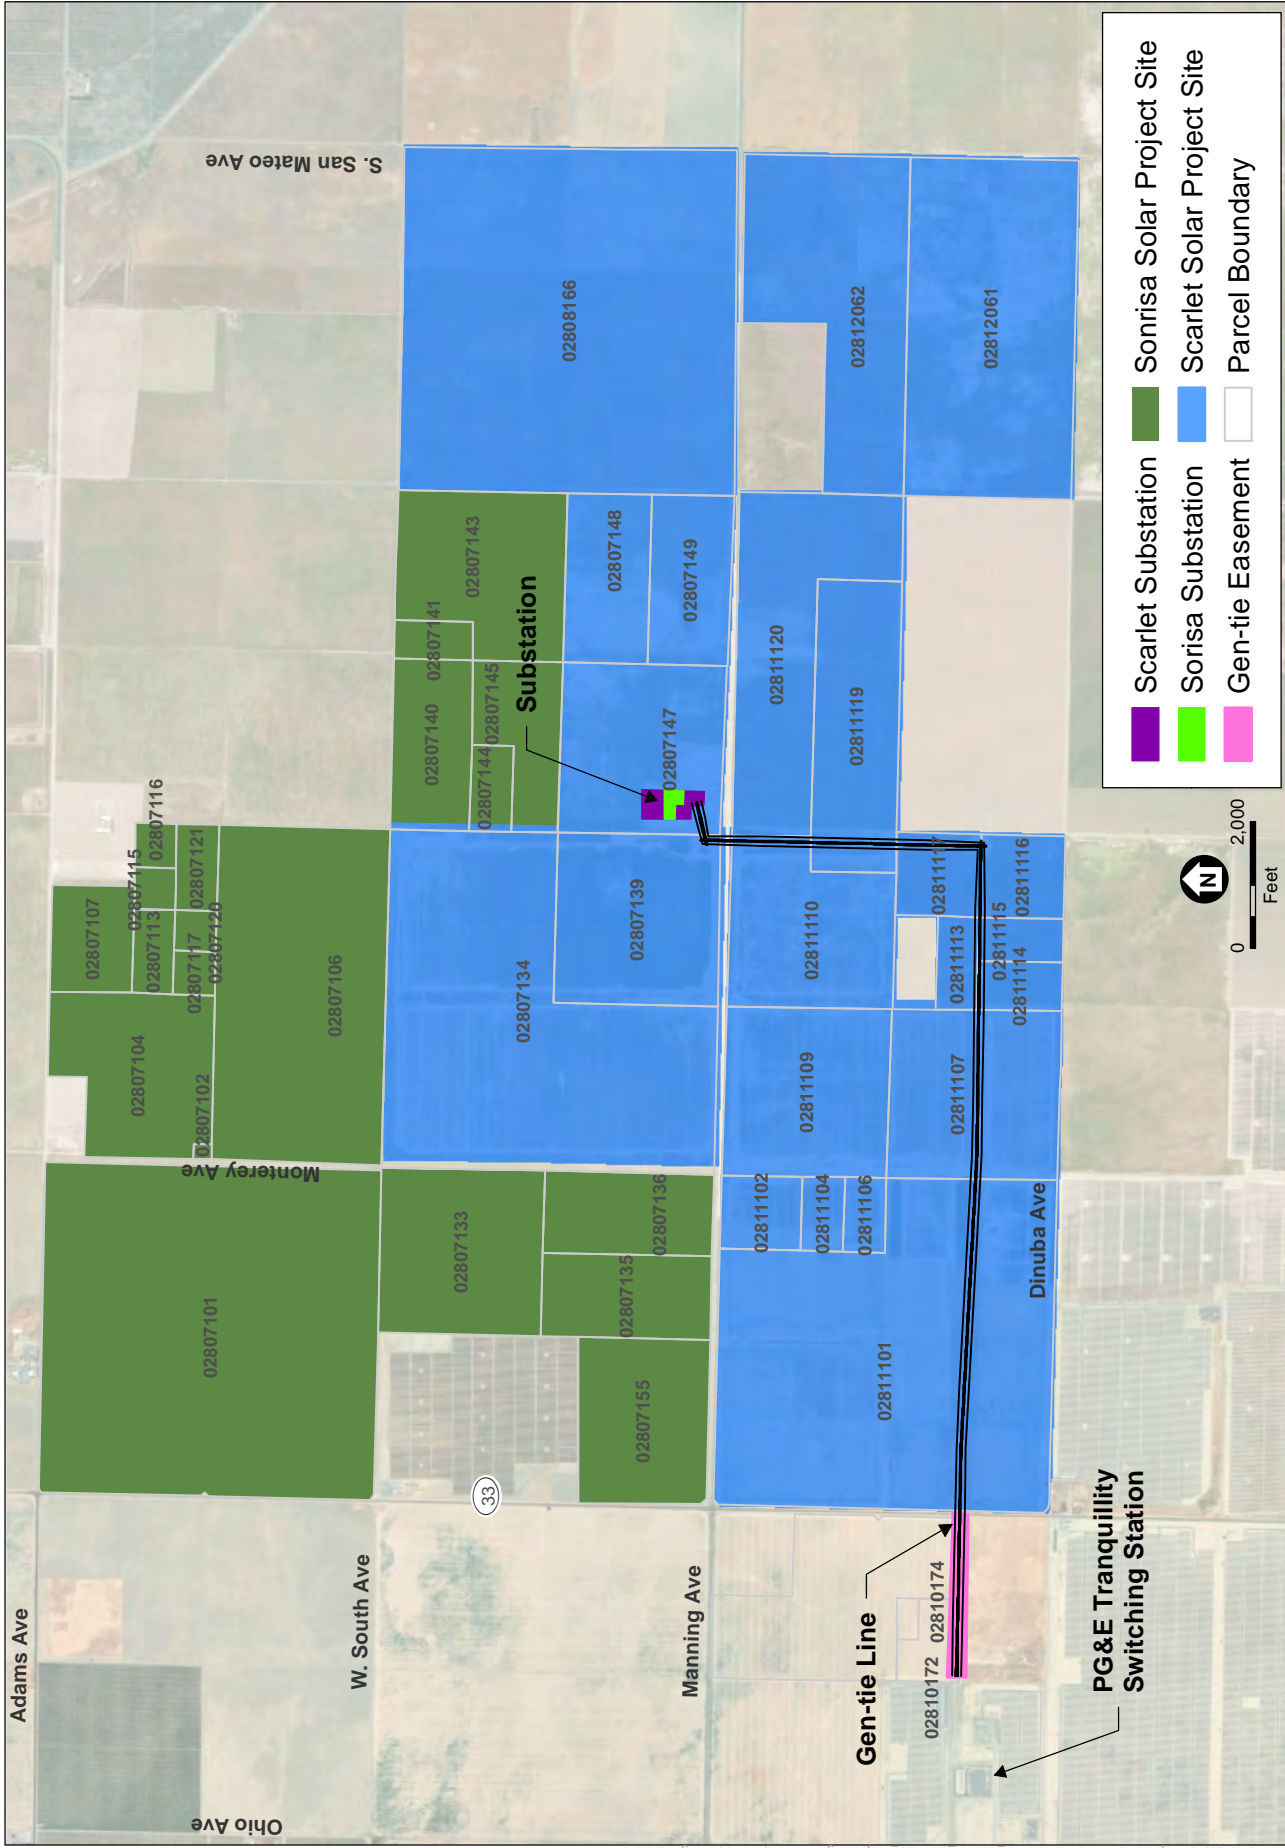 Adams Ave
W. South Ave
Manning Ave
Dinuba Ave
Ohio Ave
Monterey Ave
S. San Mateo Ave
33
02807101
02807104
02807102
02807107
02807115
02807116
02807113
02807117
02807121
02807120
02807106
02807133
02807136
02807135
02807155
02807134
02807139
02807140
02807141
02807143
02807144
02807145
Substation
02807147
02807148
02807149
02808166
02812062
02812061
02811120
02811119
02811110
02811109
02811102
02811104
02811106
02811101
02811107
02811113
02811117
02811114
02811115
02811116
02810172
02810174
Gen-tie Line
PG&E Tranquillity
Switching Station
N
0
2,000
Feet
Scarlet Substation
Sorisa Substation
Gen-tie Easement
Sonrisa Solar Project Site
Scarlet Solar Project Site
Parcel Boundary